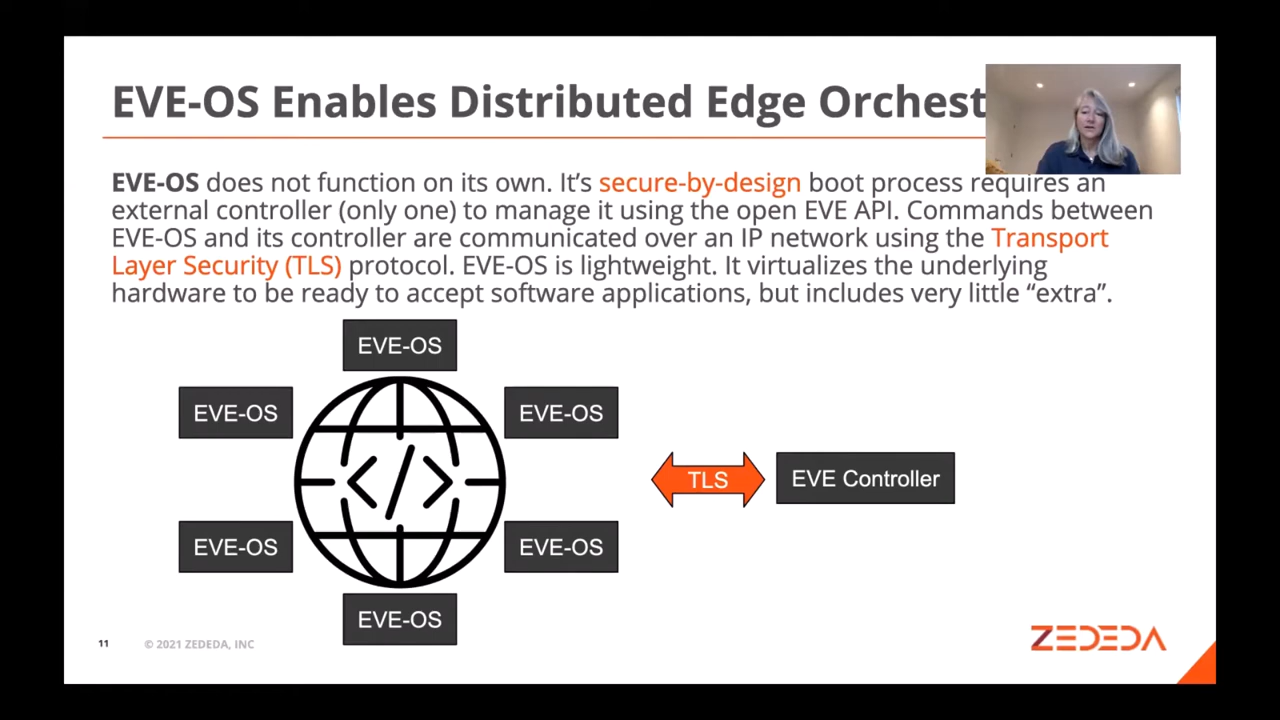 EVE-OS Enables Distributed Edge Orchest
EVE-OS does not function on its own. It’s secure-by-design boot process requires an
external controller (only one) to manage it using the open EVE API. Commands between
EVE-OS and its controller are communicated over an IP network using the Transport
Layer Security (TLS) protocol. EVE-OS is lightweight. It virtualizes the underlying
hardware to be ready to accept software applications, but includes very little “extra”.
EVE-OS
EVE-OS
EVE-OS
</>
TLS
EVE Controller
EVE-OS
EVE-OS
EVE-OS
11
© 2021 ZEDEDA, INC
ZEDEDA